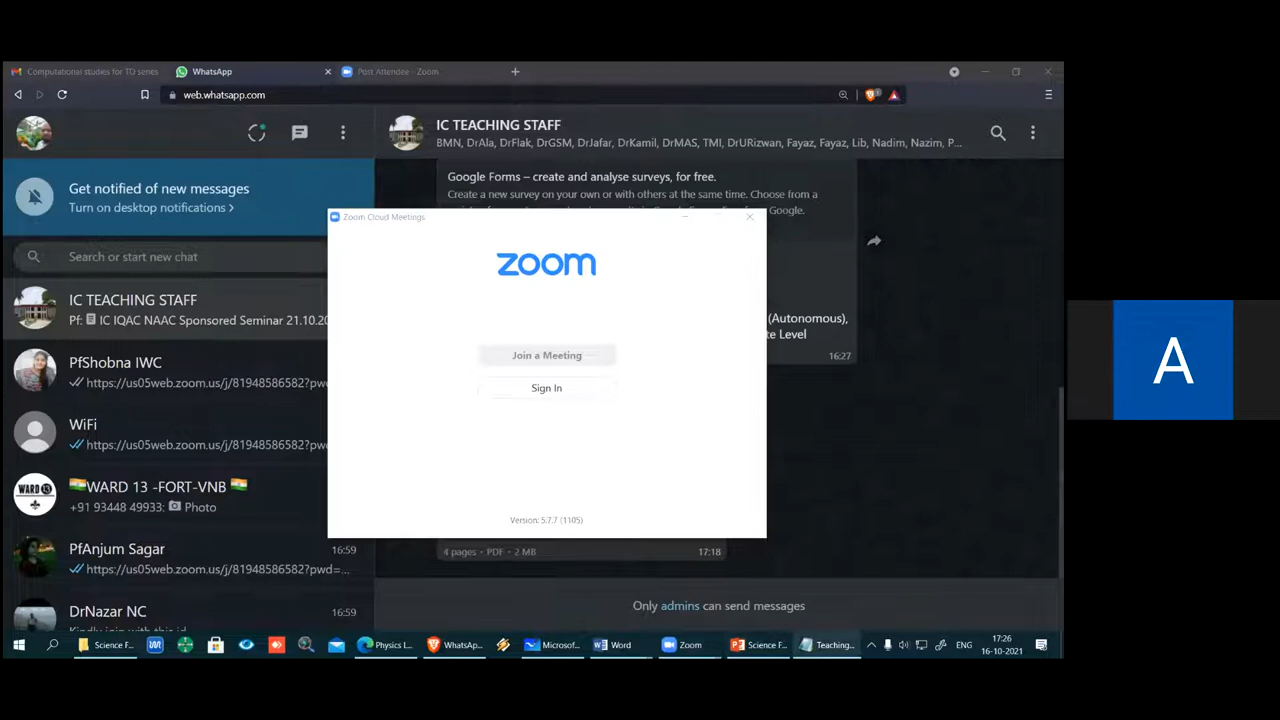 Computational studies for TO series
WhatsApp
Post Attendee - Zoom
web.whatsapp.com
IC TEACHING STAFF
BMN, DrAla, DrFlak, DrGSM, DrJafar, DrKamil, DrMAS, TMI, DrURizwan, Fayaz, Fayaz, Lib, Nadim, Nazim, P...
Get notified of new messages
Turn on desktop notifications >
Search or start new chat
IC TEACHING STAFF
Pf: IC IQAC NAAC Sponsored Seminar 21.10.20
PfShobna IWC
https://us05web.zoom.us/j/81948586582?pw
WiFi
https://us05web.zoom.us/j/81948586582?pw
WARD 13 -FORT-VNB
WARD 13
+91 93448 49933: Photo
PfAnjum Sagar
16:59
https://us05web.zoom.us/j/81948586582?pwd=...
DrNazar NC
16:59
Kindly join with this id
Google Forms – create and analyse surveys, for free.
Create a new survey on your own or with others at the same time. Choose from a
Google.
(Autonomous),
te Level
16:27
Zoom Cloud Meetings
zoom
Join a Meeting
Sign In
Version: 5.7.7 (1105)
4 pages • PDF • 2 MB
17:18
Only admins can send messages
A
Science F...
Physics L...
WhatsAp...
Microsof...
Word
Zoom
Science F...
Teaching...
ENG
17:26
16-10-2021